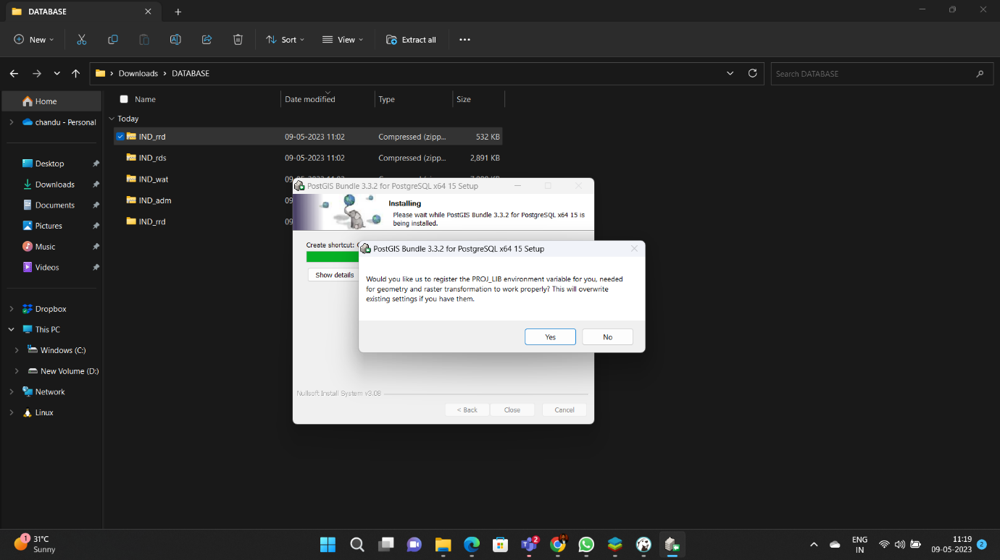 DATABASE
New
Sort
View
Extract all
Downloads
DATABASE
Search DATABASE
Home
chandu - Personal
Desktop
Downloads
Documents
Pictures
Music
Videos
Dropbox
This PC
Windows (C:)
New Volume (D:)
Network
Linux
Name
Date modified
Type
Size
Today
IND_rrd
09-05-2023 11:02
Compressed (zipp...
532 KB
IND_rds
09-05-2023 11:02
Compressed (zipp...
2,891 KB
IND_wat
IND_adm
09
IND_rrd
09
PostGIS Bundle 3.3.2 for PostgreSQL x64 15 Setup
Installing
Please wait while PostGIS Bundle 3.3.2 for PostgreSQL x64 15 is
being installed.
Create shortcut:
Show details
PostGIS Bundle 3.3.2 for PostgreSQL x64 15 Setup
Would you like us to register the PROJ_LIB environment variable for you, needed
for geometry and raster transformation to work properly? This will overwrite
existing settings if you have them.
Yes
No
Nullsoft Install System v3.08
< Back
Close
Cancel
1
31°C
Sunny
2
ENG
IN
11:19
09-05-2023
2